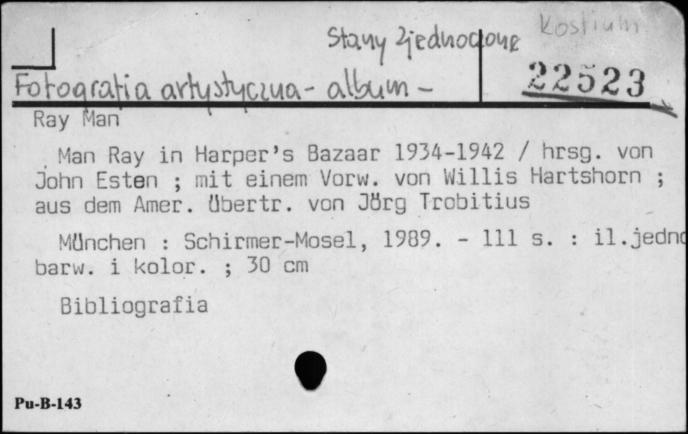 Kostium
Stany Zjednoczone
22523
Fotografia artystyczna - album -
Ray Man
Man Ray in Harper's Bazaar 1934-1942 / hrsg. von
John Esten ; mit einem Vorw. von Willis Hartshorn ;
aus dem Amer. Übertr. von Jörg Trobitius
München : Schirmer-Mosel, 1989. - 111 s. : il.jedno
barw. i kolor. ; 30 cm
Bibliografia
Pu-B-143